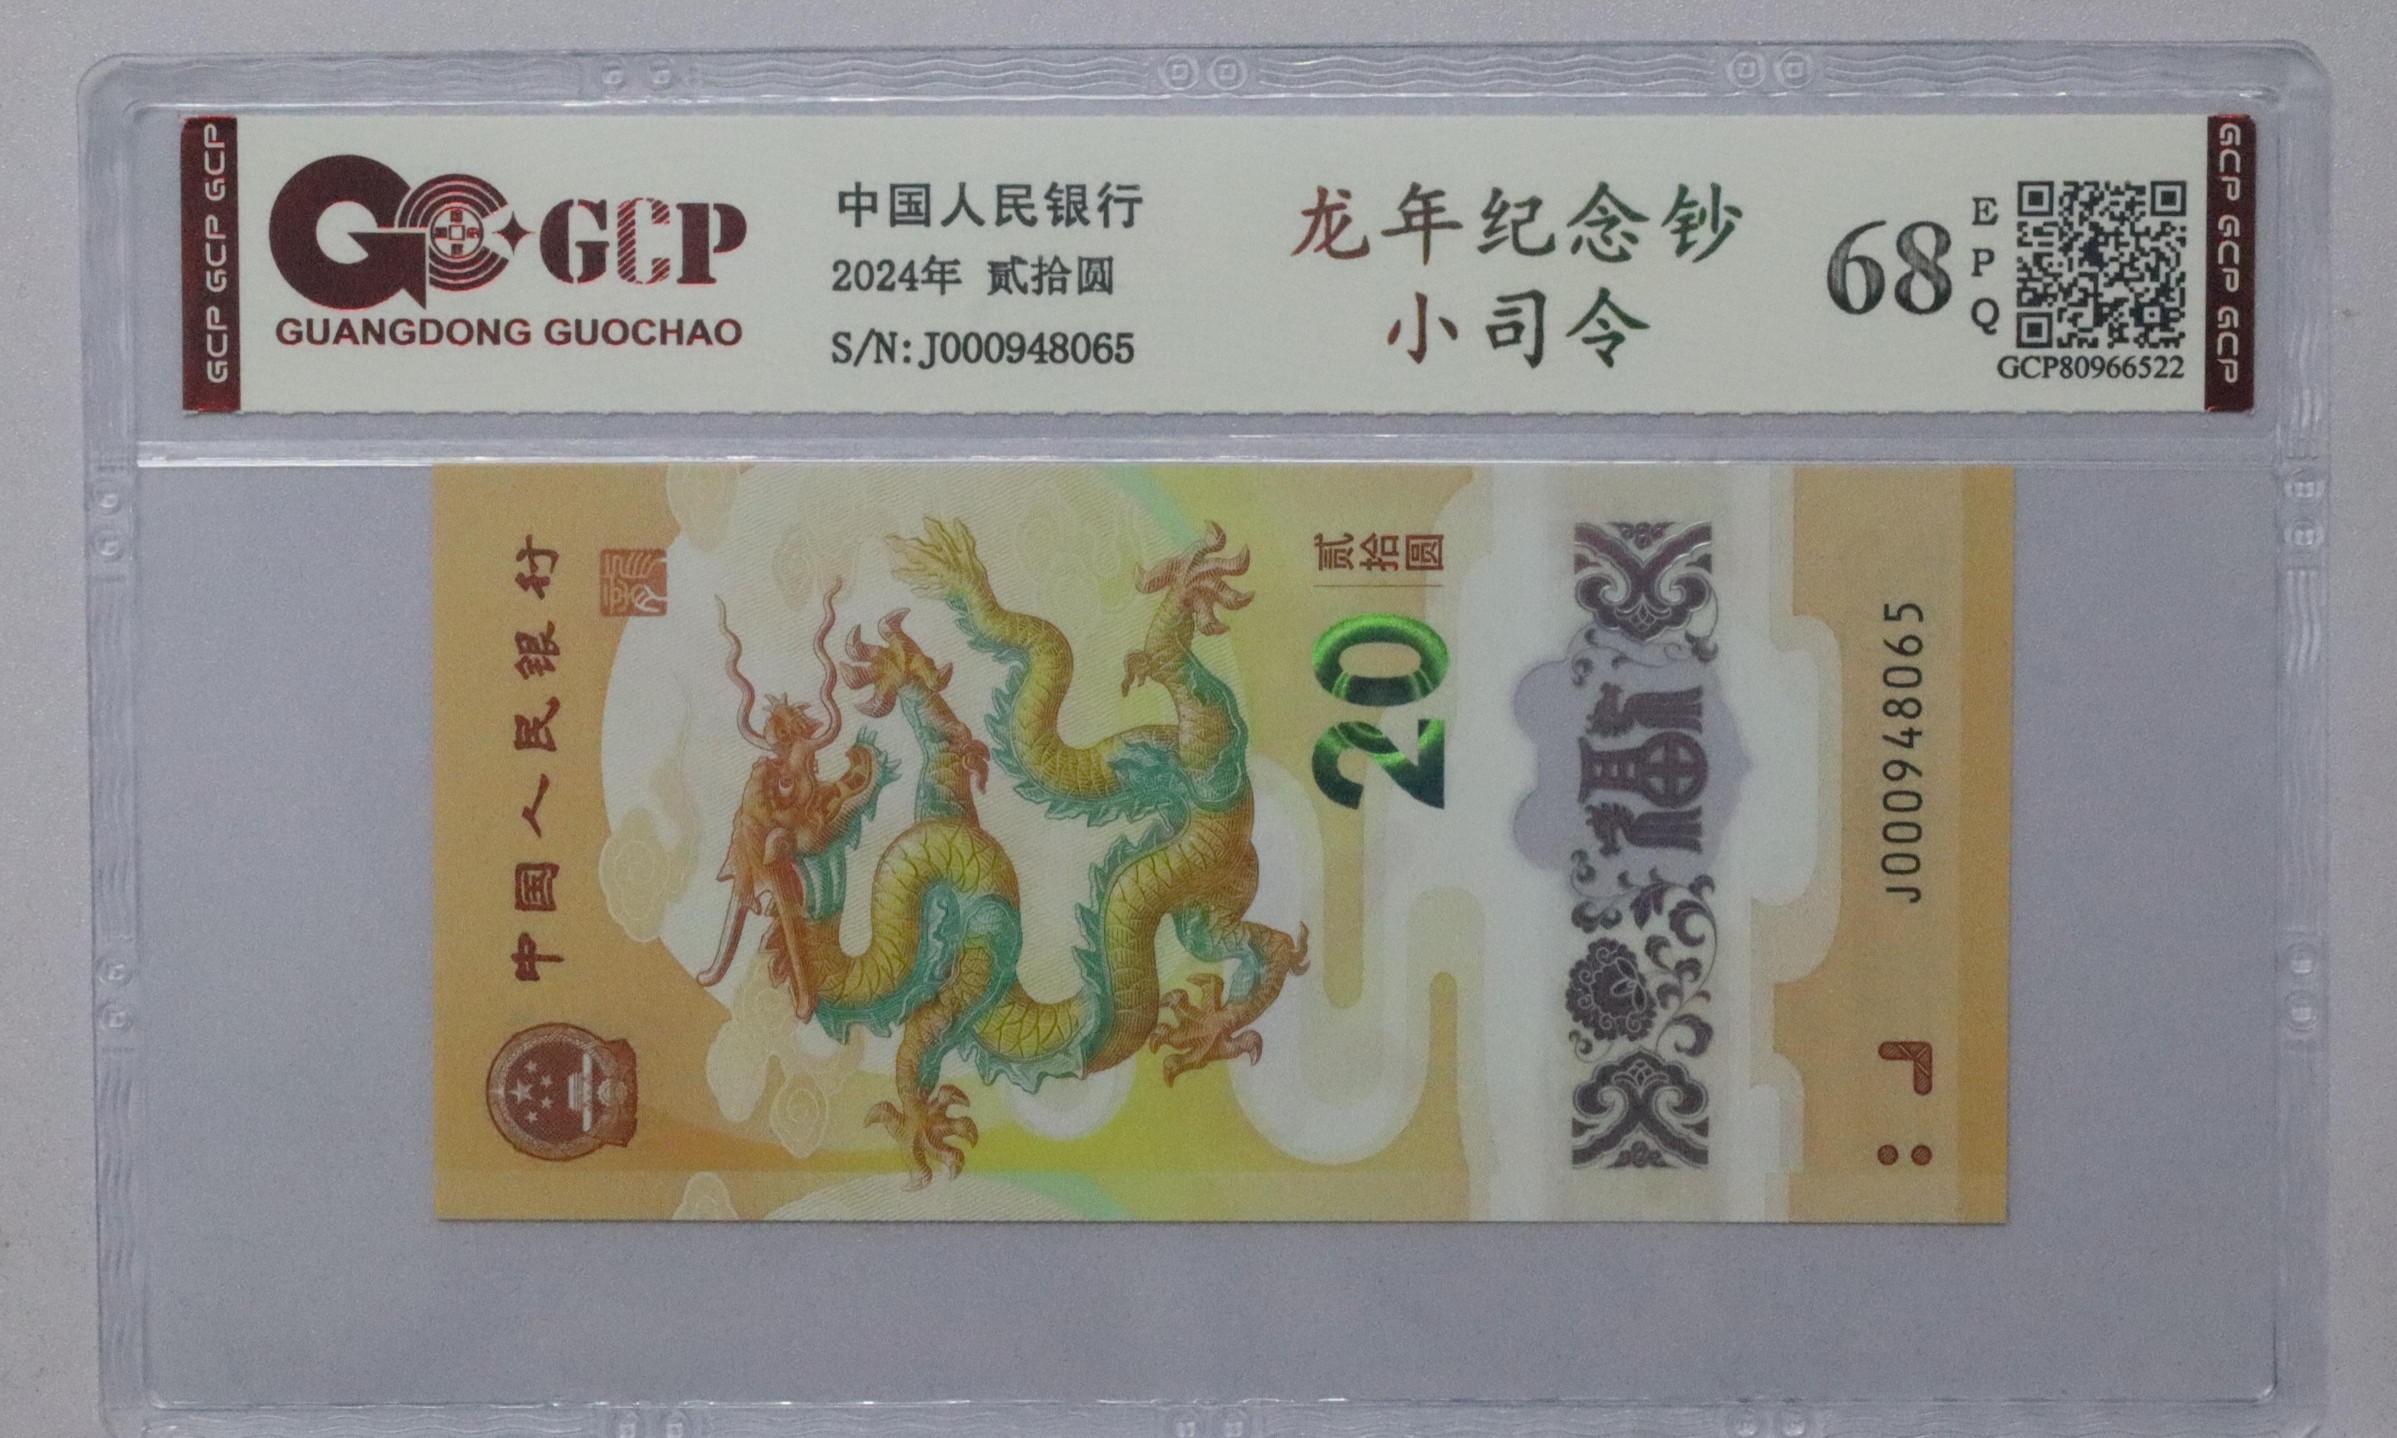 GCP GCP GCP
GCP
GUANGDONG GUOCHAO
中国人民银行
2024年 贰拾圆
S/N: J000948065
龙年纪念钞
小司令
68
EPQ
GCP80966522
GCP GCP GCP
中国人民银行
贰拾圆
20
福
J000948065